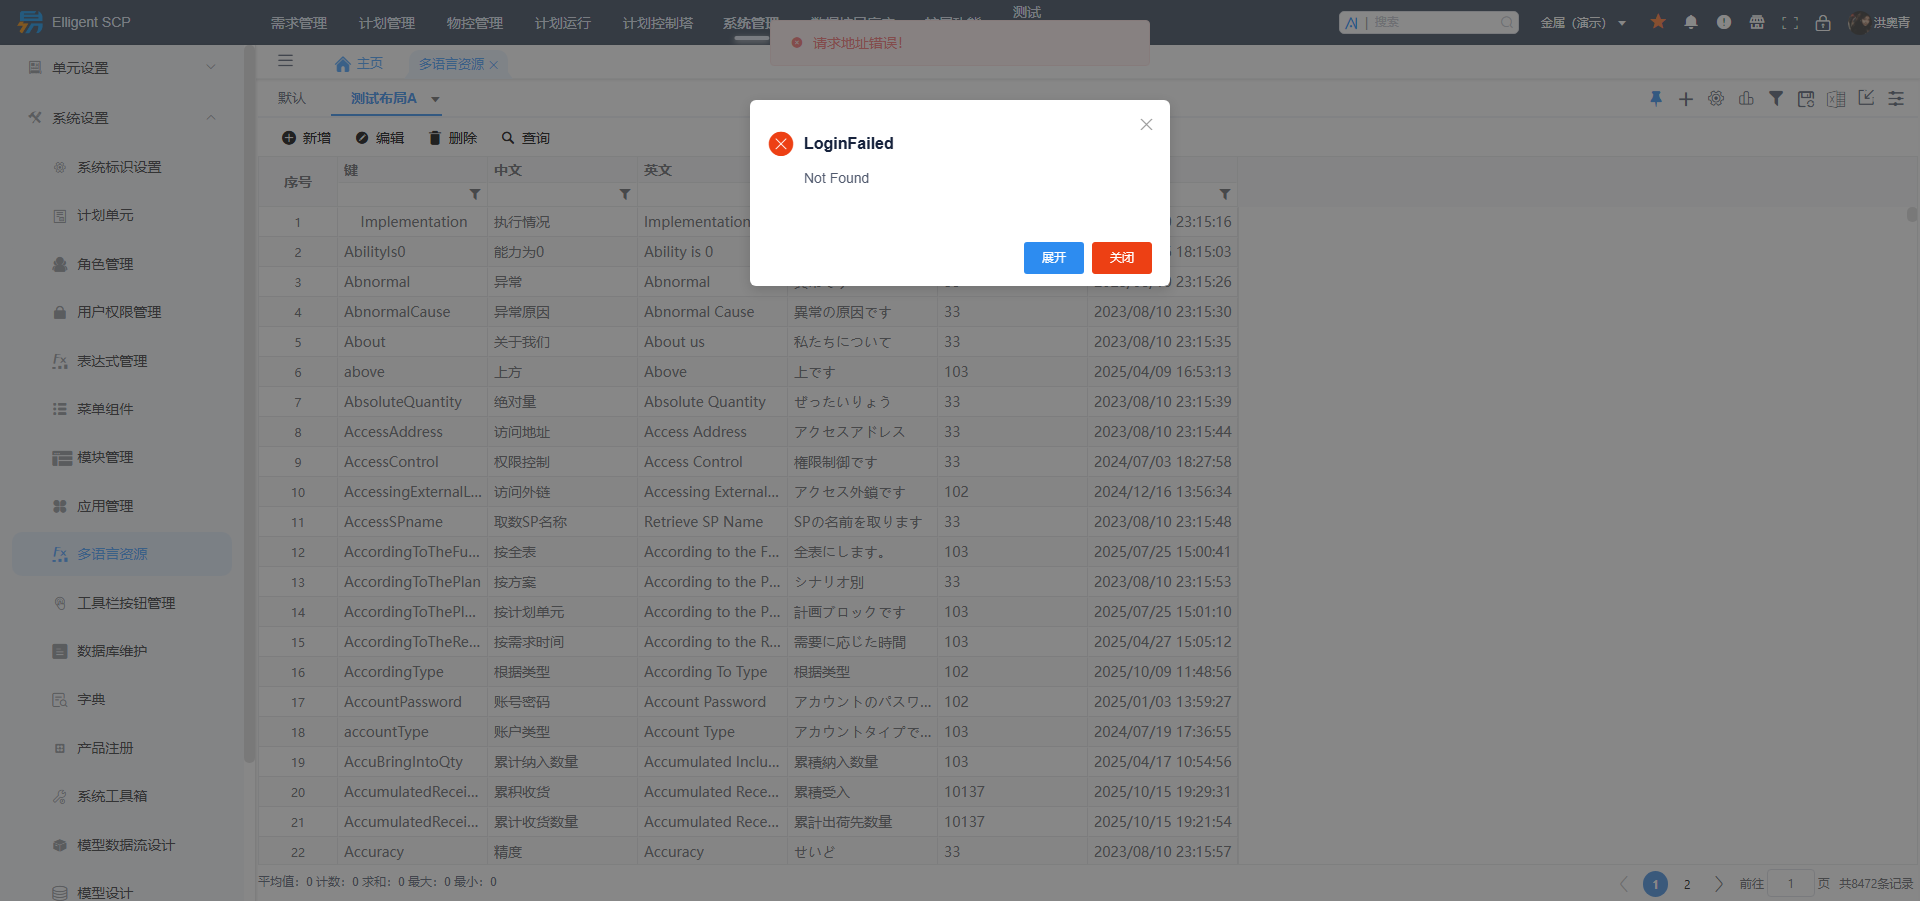 Elligent SCP 需求管理 计划管理 物控管理 计划运行 计划控制塔 系统管理 测试 AI | 搜索 金属（演示） 洪奥青
请求地址错误！
单元设置
系统设置
系统标识设置
计划单元
角色管理
用户权限管理
表达式管理
菜单组件
模块管理
应用管理
多语言资源
工具栏按钮管理
数据库维护
字典
产品注册
系统工具箱
模型数据流设计
模型设计
主页 多语言资源
默认 测试布局A
新增 编辑 删除 查询
LoginFailed
Not Found
展开 关闭
序号 键 中文 英文
1 Implementation 执行情况 Implementation 23:15:16
2 AbilityIs0 能力为0 Ability is 0 18:15:03
3 Abnormal 异常 Abnormal 23:15:26
4 AbnormalCause 异常原因 Abnormal Cause 異常の原因です 33 2023/08/10 23:15:30
5 About 关于我们 About us 私たちについて 33 2023/08/10 23:15:35
6 above 上方 Above 上です 103 2025/04/09 16:53:13
7 AbsoluteQuantity 绝对量 Absolute Quantity ぜったいりょう 33 2023/08/10 23:15:39
8 AccessAddress 访问地址 Access Address アクセスアドレス 33 2023/08/10 23:15:44
9 AccessControl 权限控制 Access Control 権限制御です 33 2024/07/03 18:27:58
10 AccessingExternalL... 访问外链 Accessing External... アクセス外鎖です 102 2024/12/16 13:56:34
11 AccessSPname 取数SP名称 Retrieve SP Name SPの名前を取ります 33 2023/08/10 23:15:48
12 AccordingToTheFu... 按全表 According to the F... 全表にします。 103 2025/07/25 15:00:41
13 AccordingToThePlan 按方案 According to the P... シナリオ別 33 2023/08/10 23:15:53
14 AccordingToThePl... 按计划单元 According to the P... 計画ブロックです 103 2025/07/25 15:01:10
15 AccordingToTheRe... 按需求时间 According to the R... 需要に応じた時間 103 2025/04/27 15:05:12
16 AccordingType 根据类型 According To Type 根据类型 102 2025/10/09 11:48:56
17 AccountPassword 账号密码 Account Password アカウントのパスワ... 102 2025/01/03 13:59:27
18 accountType 账户类型 Account Type アカウントタイプで... 103 2024/07/19 17:36:55
19 AccuBringIntoQty 累计纳入数量 Accumulated Inclu... 累積納入数量 103 2025/04/17 10:54:56
20 AccumulatedRecei... 累积收货 Accumulated Rece... 累積受入 10137 2025/10/15 19:29:31
21 AccumulatedRecei... 累计收货数量 Accumulated Rece... 累計出荷先数量 10137 2025/10/15 19:21:54
22 Accuracy 精度 Accuracy せいど 33 2023/08/10 23:15:57
平均值: 0 计数: 0 求和: 0 最大: 0 最小: 0
1 2 前往 1 页 共8472条记录